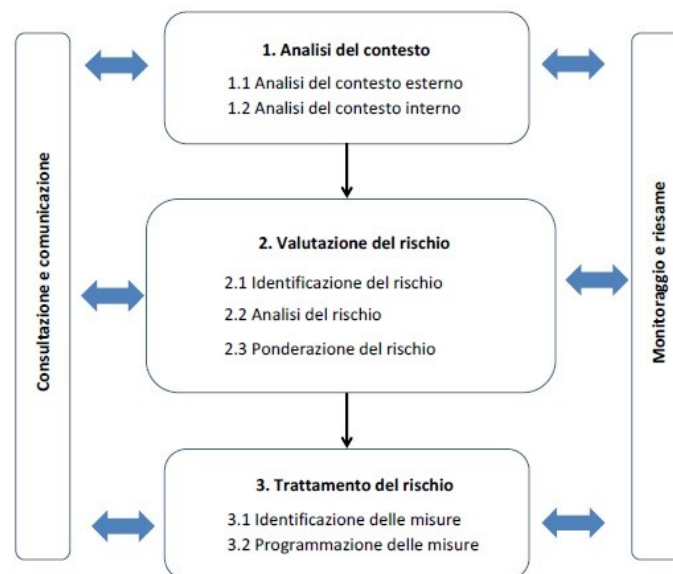 Consultazione e comunicazione
1. Analisi del contesto
1.1 Analisi del contesto esterno
1.2 Analisi del contesto interno
2. Valutazione del rischio
2.1 Identificazione del rischio
2.2 Analisi del rischio
2.3 Ponderazione del rischio
3. Trattamento del rischio
3.1 Identificazione delle misure
3.2 Programmazione delle misure
Monitoraggio e riesame